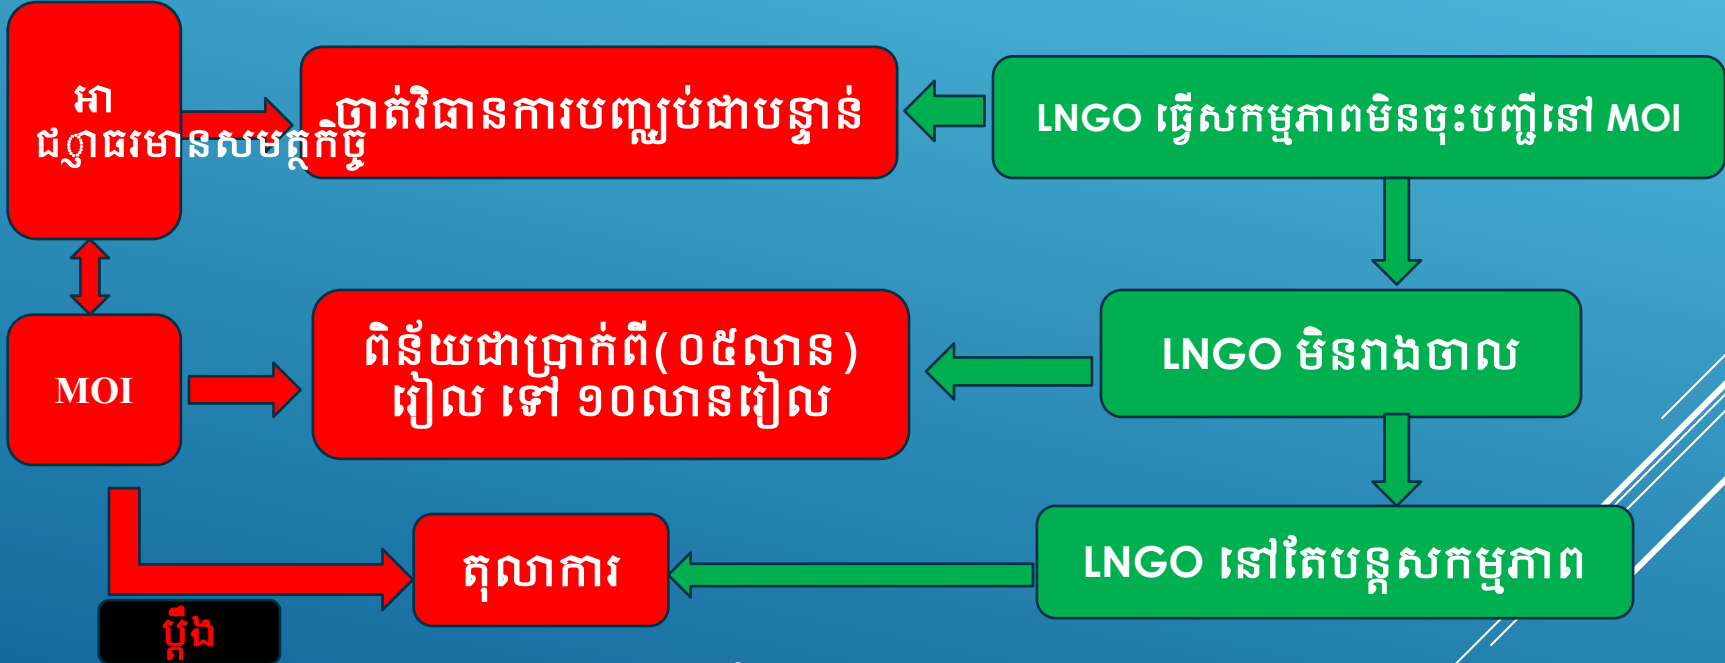 អា
ជ្ញាធរមានសមត្ថកិច្ច
ចាត់វិធានការបញ្ឈប់ជាបន្ទាន់
LNGO ធ្វើសកម្មភាពមិនចុះបញ្ជីនៅ MOI
MOI
ពិន័យជាប្រាក់ពី(០៥លាន)
រៀល ទៅ ១០លានរៀល
LNGO មិនរាងចាល
តុលាការ
LNGO នៅតែបន្តសកម្មភាព
ប្តឹង